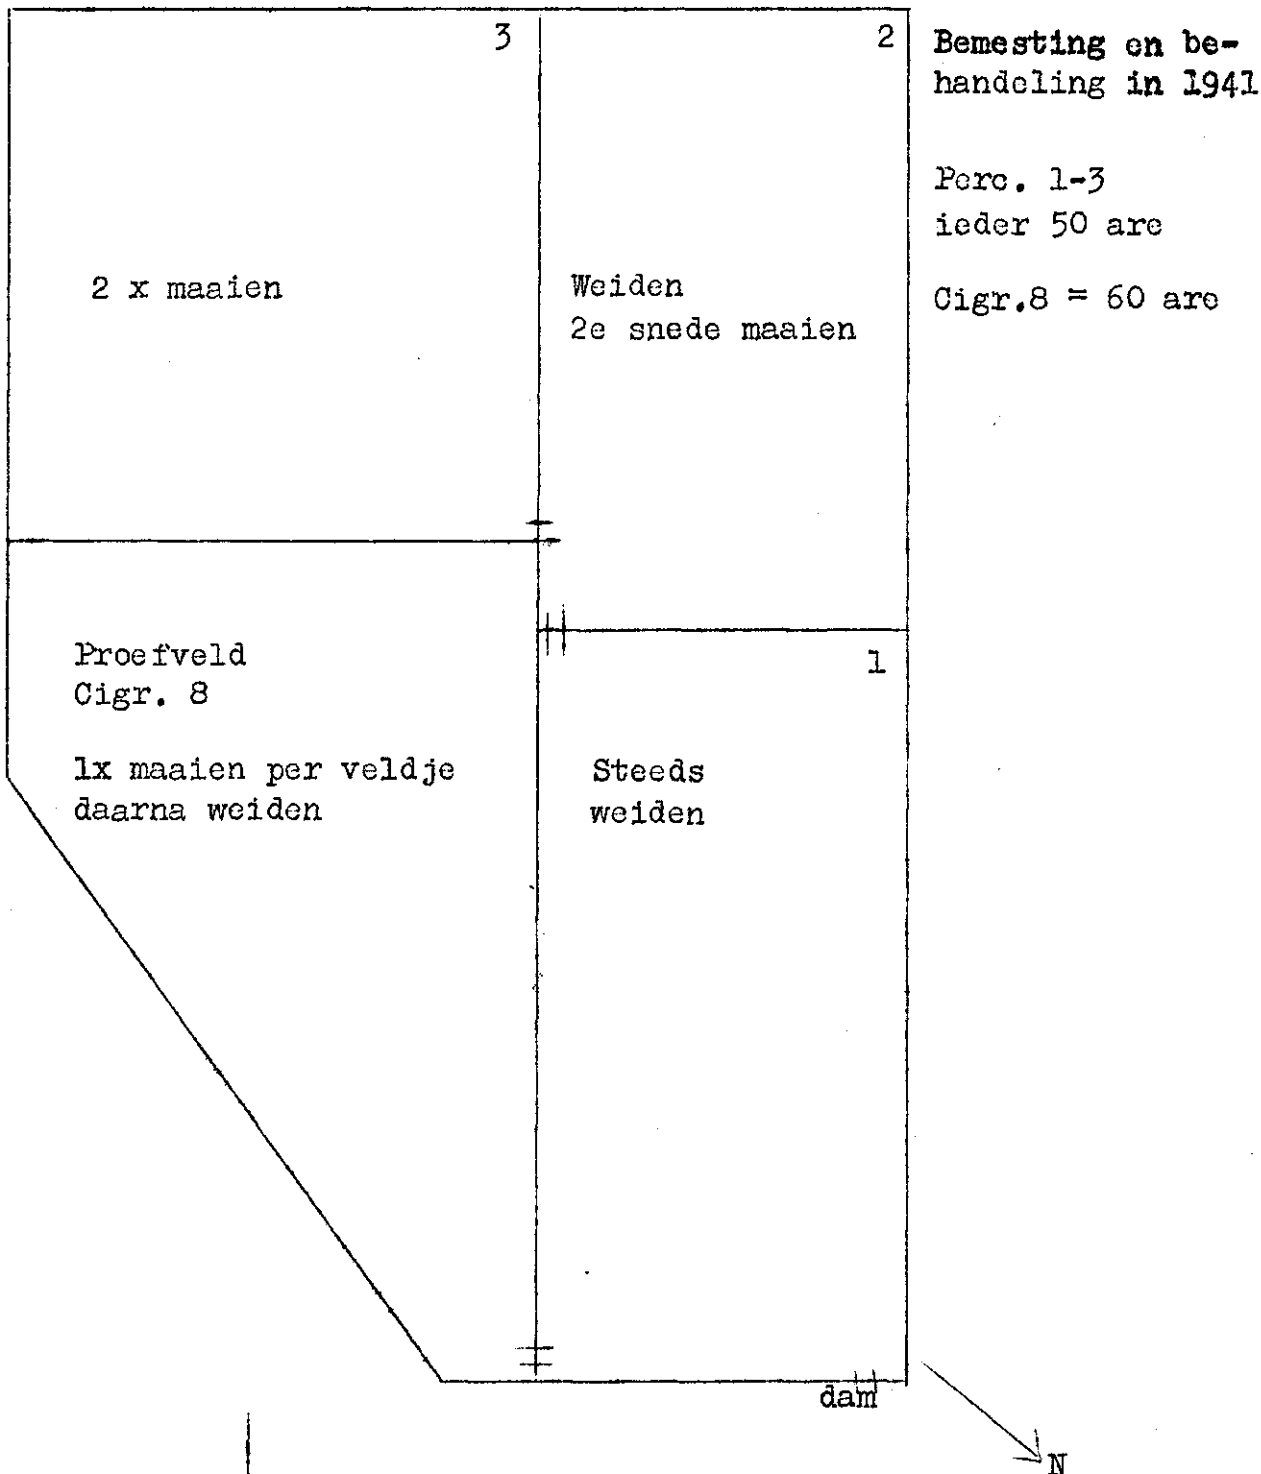 3
2
Bemesting en be-
handeling in 1941
Perc. 1-3
ieder 50 are
Cigr.8 = 60 are
2 x maaien
Weiden
2e snede maaien
Proefveld
Cigr. 8
1x maaien per veldje
daarna weiden
1
Steeds
weiden
dam
N